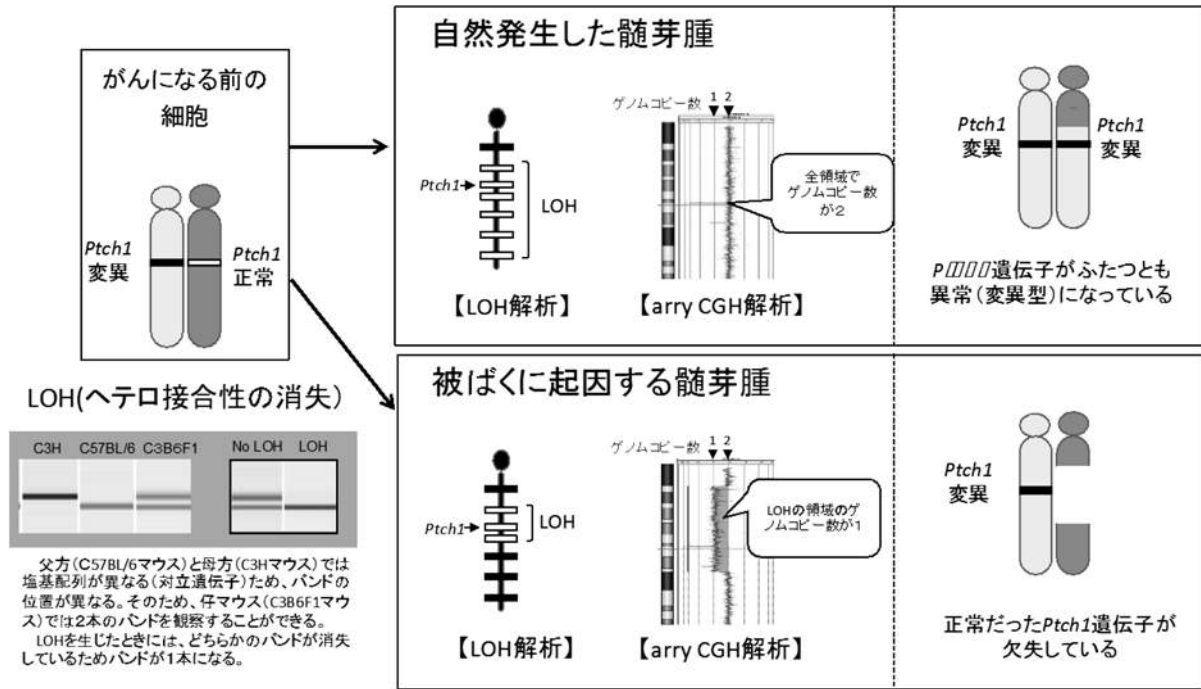 がんになる前の
細胞
Ptch1
変異
Ptch1
正常
LOH(ヘテロ接合性の消失)
C3H C57BL/6 C3B6F1 No LOH LOH
父方(C57BL/6マウス)と母方(C3Hマウス)では
塩基配列が異なる(対立遺伝子)ため、バンドの
位置が異なる。そのため、仔マウス(C3B6F1マウ
ス)では2本のバンドを観察することができる。
LOHを生じたときには、どちらかのバンドが消失
しているためバンドが1本になる。
自然発生した髄芽腫
Ptch1
LOH
【LOH解析】
ゲノムコピー数 1 2
全領域で
ゲノムコピー数
が2
【arry CGH解析】
Ptch1
変異
Ptch1
変異
P遺伝子がふたつとも
異常(変異型)になっている
被ばくに起因する髄芽腫
Ptch1
LOH
【LOH解析】
ゲノムコピー数 1 2
LOHの領域のゲ
ノムコピー数が1
【arry CGH解析】
Ptch1
変異
正常だったPtch1遺伝子が
欠失している